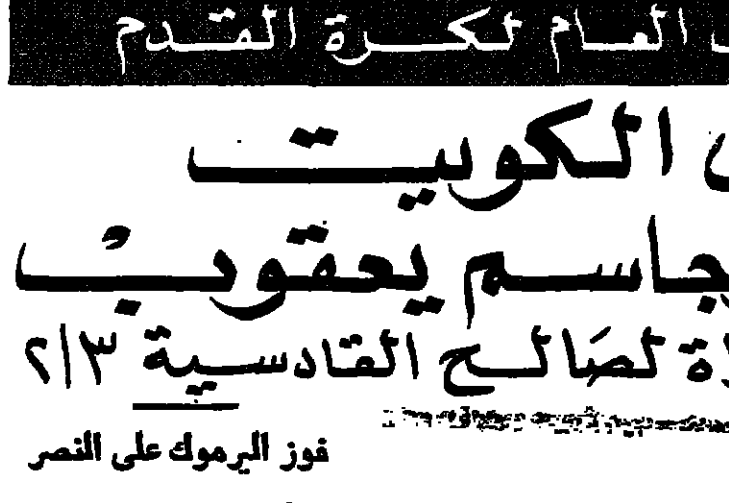 العام لكرة القدم
الكويت
جاسم يعقوب
لصالح القادسية ٢/٣
فوز اليرموك على النصر